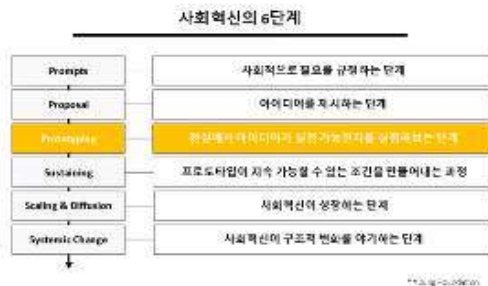 사회혁신의 6단계
Prompts
사회적으로 필요를 규정하는 단계
Proposal
아이디어를 제시하는 단계
Prototyping
현실에서 아이디어가 실현 가능한지를 실험해보는 단계
Sustaining
프로토타입이 지속 가능할 수 있는 조건을 만들어내는 과정
Scaling & Diffusion
사회혁신이 성장하는 단계
Systemic Change
사회혁신이 구조적 변화를 야기하는 단계